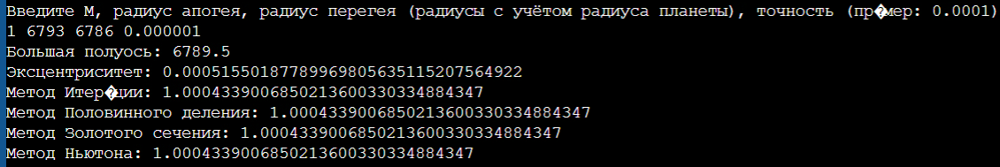 Введите M, радиус апогея, радиус перегея (радиусы с учётом радиуса планеты), точность (пр�мер: 0.0001)
1 6793 6786 0.000001
Большая полуось: 6789.5
Эксцентриситет: 0.00051550187789969805635115207564922
Метод Итер�ции: 1.0004339006850213600330334884347
Метод Половинного деления: 1.0004339006850213600330334884347
Метод Золотого сечения: 1.0004339006850213600330334884347
Метод Ньютона: 1.0004339006850213600330334884347